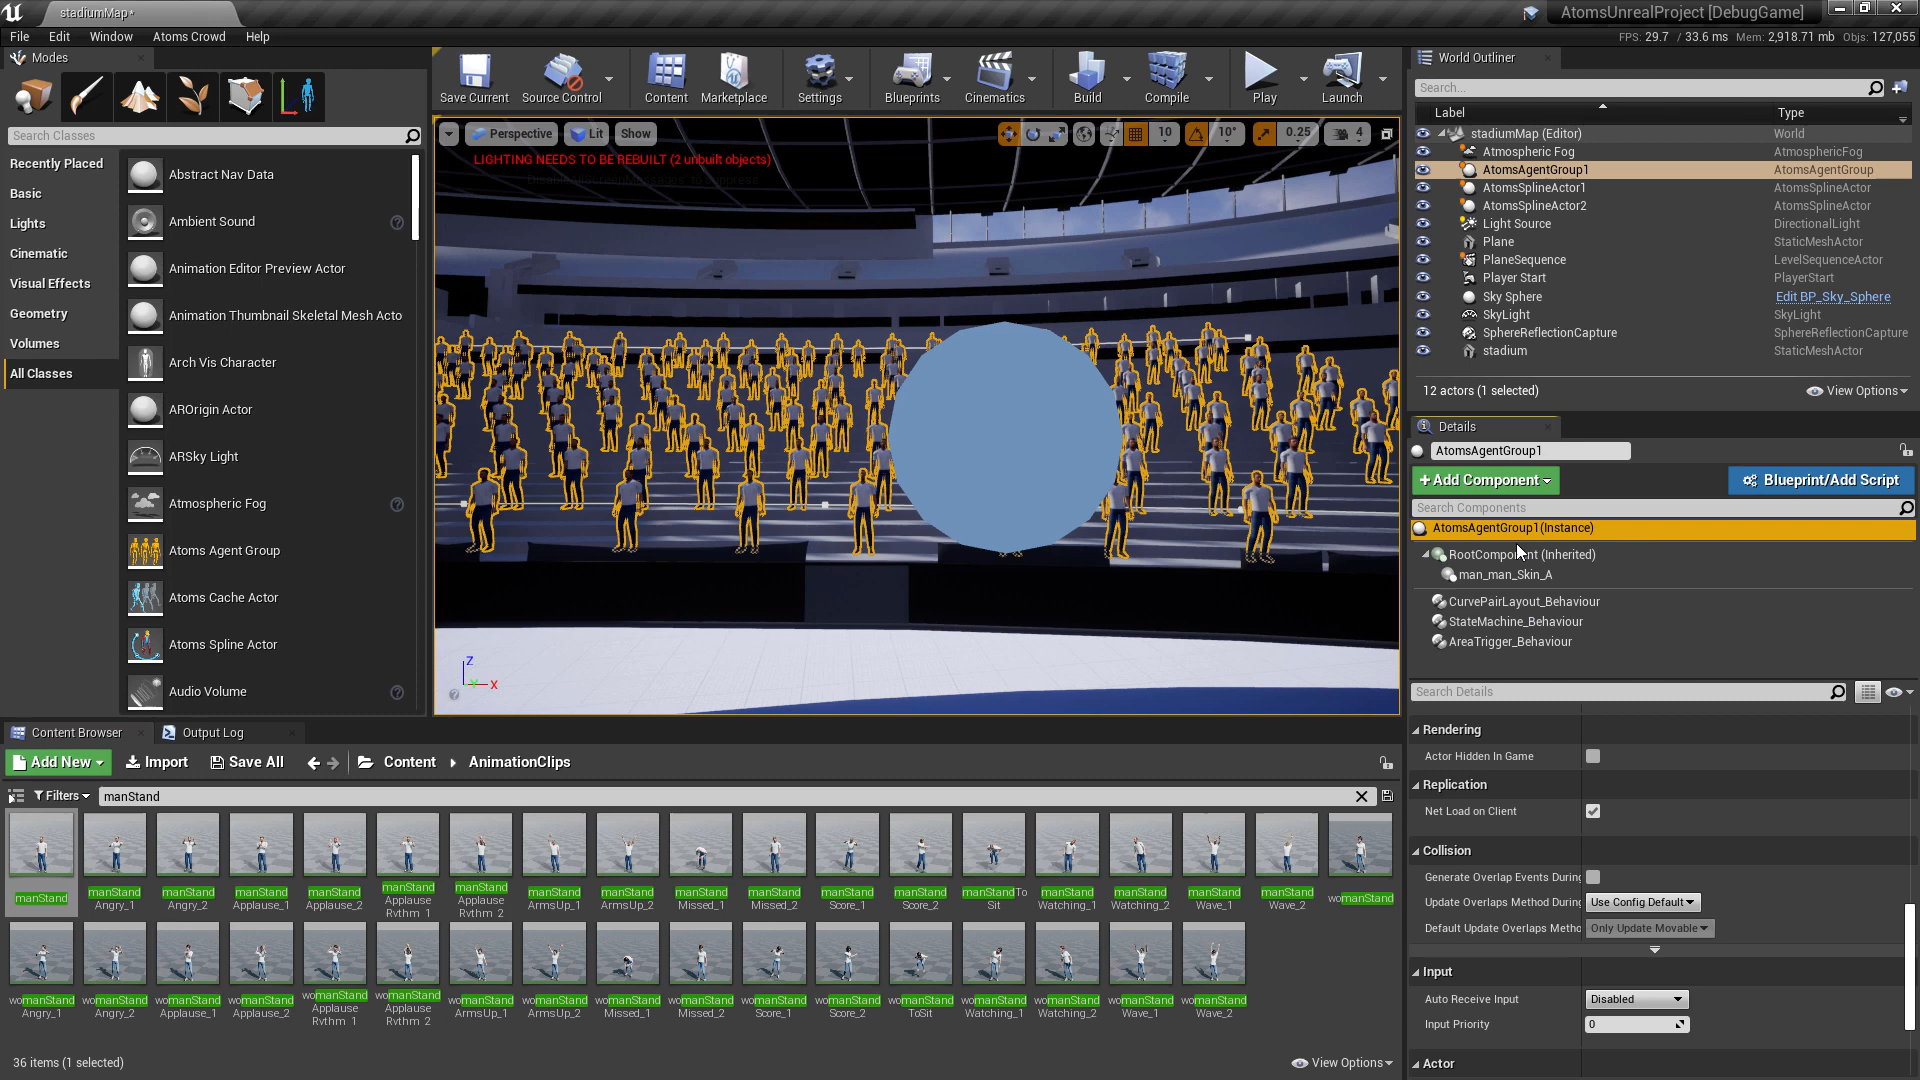 stadiumMap*
AtomsUnrealProject [DebugGame]
File Edit Window Atoms Crowd Help
FPS: 29.7 / 33.6 ms Mem: 2,918.71 mb Objs: 127,055
Modes
Search Classes
Recently Placed
Basic
Lights
Cinematic
Visual Effects
Geometry
Volumes
All Classes
Abstract Nav Data
Ambient Sound
Animation Editor Preview Actor
Animation Thumbnail Skeletal Mesh Acto
Arch Vis Character
AROrigin Actor
ARSky Light
Atmospheric Fog
Atoms Agent Group
Atoms Cache Actor
Atoms Spline Actor
Audio Volume
Save Current Source Control Content Marketplace Settings Blueprints Cinematics Build Compile Play Launch
Perspective Lit Show 10 10° 0.25 4
LIGHTING NEEDS TO BE REBUILT (2 unbuilt objects)
Z
Y X
World Outliner
Search...
Label Type
stadiumMap (Editor) World
Atmospheric Fog AtmosphericFog
AtomsAgentGroup1 AtomsAgentGroup
AtomsSplineActor1 AtomsSplineActor
AtomsSplineActor2 AtomsSplineActor
Light Source DirectionalLight
Plane StaticMeshActor
PlaneSequence LevelSequenceActor
Player Start PlayerStart
Sky Sphere Edit BP_Sky_Sphere
SkyLight SkyLight
SphereReflectionCapture SphereReflectionCapture
stadium StaticMeshActor
12 actors (1 selected) View Options
Details
AtomsAgentGroup1
+Add Component Blueprint/Add Script
Search Components
AtomsAgentGroup1(Instance)
RootComponent (Inherited)
man_man_Skin_A
CurvePairLayout_Behaviour
StateMachine_Behaviour
AreaTrigger_Behaviour
Search Details
Rendering
Actor Hidden In Game
Replication
Net Load on Client
Collision
Generate Overlap Events During
Update Overlaps Method During Use Config Default
Default Update Overlaps Metho Only Update Movable
Input
Auto Receive Input Disabled
Input Priority 0
Actor
Content Browser Output Log
Add New Import Save All Content AnimationClips
Filters manStand
manStand
manStand Angry_1
manStand Angry_2
manStand Applause_1
manStand Applause_2
manStand Applause Rythm_1
manStand Applause Rythm_2
manStand ArmsUp_1
manStand ArmsUp_2
manStand Missed_1
manStand Missed_2
manStand Score_1
manStand Score_2
manStandTo Sit
manStand Watching_1
manStand Watching_2
manStand Wave_1
manStand Wave_2
womanStand
womanStand Angry_1
womanStand Angry_2
womanStand Applause_1
womanStand Applause_2
womanStand Applause Rythm_1
womanStand Applause Rythm_2
womanStand ArmsUp_1
womanStand ArmsUp_2
womanStand Missed_1
womanStand Missed_2
womanStand Score_1
womanStand Score_2
womanStand ToSit
womanStand Watching_1
womanStand Watching_2
womanStand Wave_1
womanStand Wave_2
36 items (1 selected) View Options